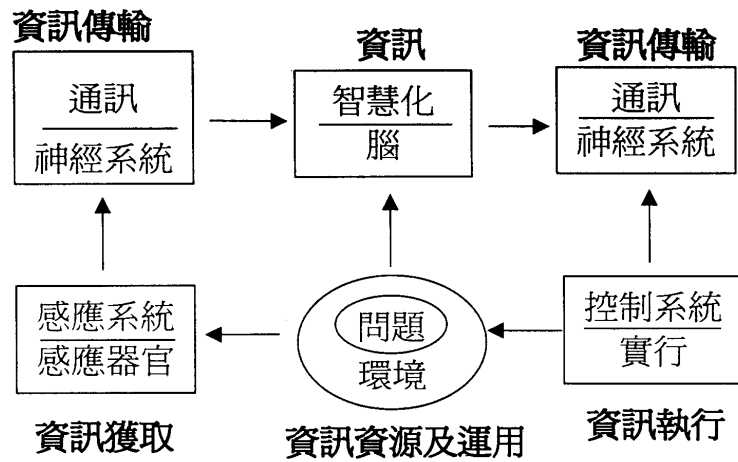 資訊傳輸
通訊
神經系統
資訊
智慧化
腦
資訊傳輸
通訊
神經系統
感應系統
感應器官
資訊獲取
問題
環境
資訊資源及運用
控制系統
實行
資訊執行